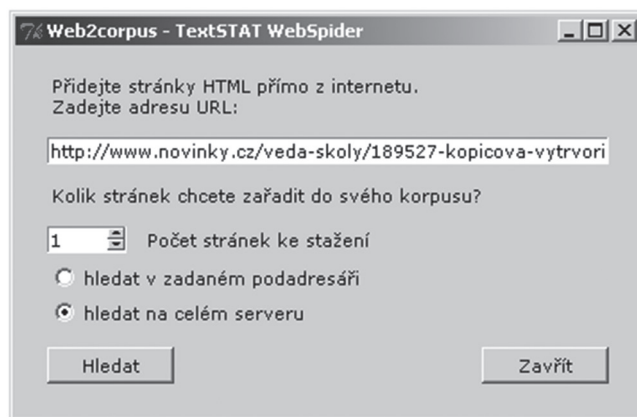 Web2corpus - TextSTAT WebSpider
Přidejte stránky HTML přímo z internetu.
Zadejte adresu URL:
http://www.novinky.cz/veda-skoly/189527-kopicova-vytrvori
Kolik stránek chcete zařadit do svého korpusu?
1 Počet stránek ke stažení
hledat v zadaném podadresáři
hledat na celém serveru
Hledat Zavřít